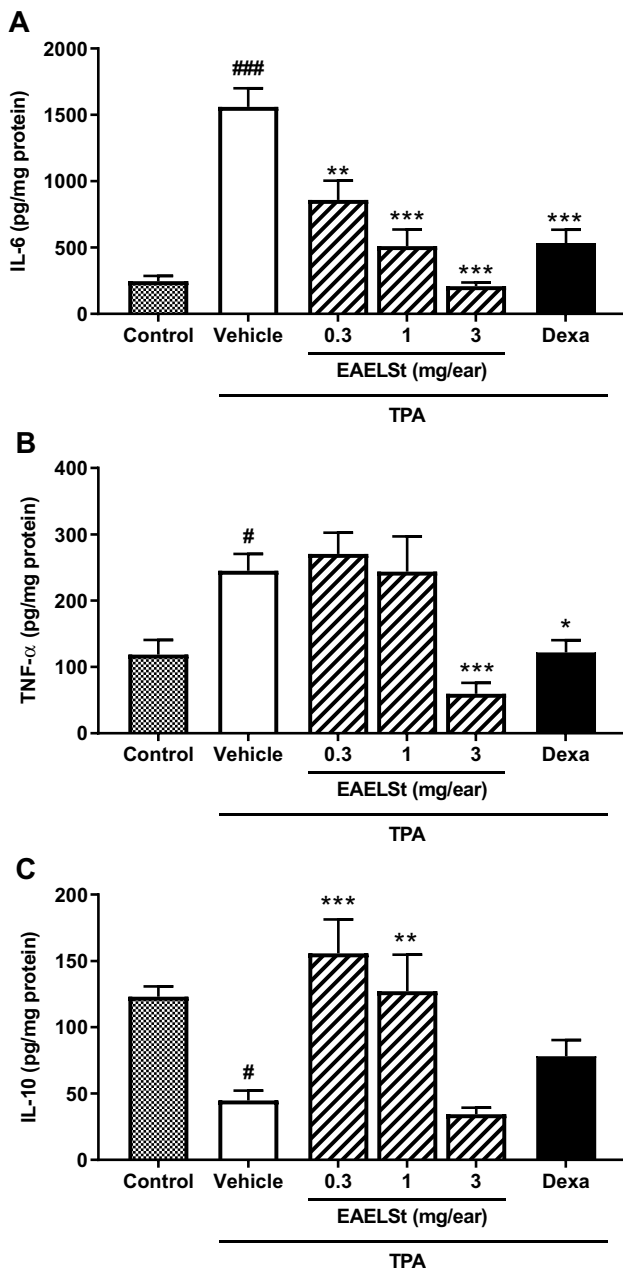 A
IL-6 (pg/mg protein)
2000
1500
1000
500
0
###
**
***
***
***
Control Vehicle 0.3 1 3 Dexa
EAELSt (mg/ear)
TPA
B
TNF-α (pg/mg protein)
400
300
200
100
0
#
***
*
Control Vehicle 0.3 1 3 Dexa
EAELSt (mg/ear)
TPA
C
IL-10 (pg/mg protein)
200
150
100
50
0
#
***
**
Control Vehicle 0.3 1 3 Dexa
EAELSt (mg/ear)
TPA